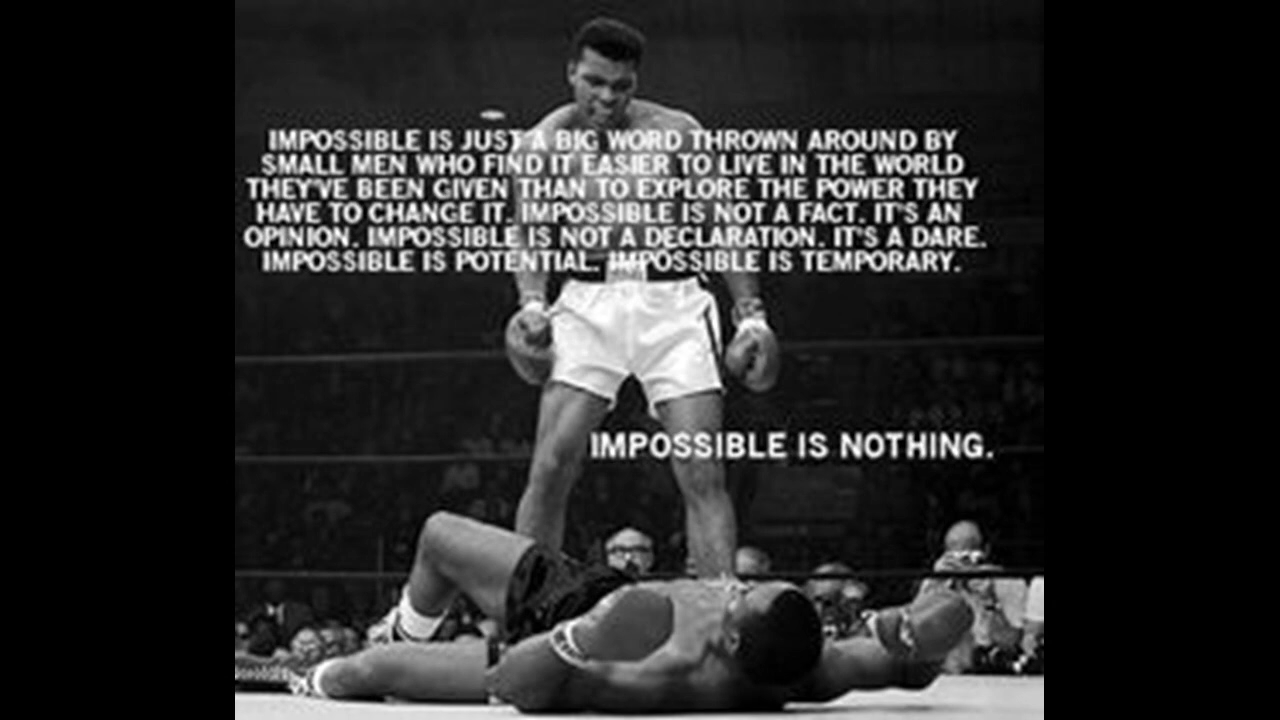 IMPOSSIBLE IS JUST A BIG WORD THROWN AROUND BY
SMALL MEN WHO FIND IT EASIER TO LIVE IN THE WORLD
THEY'VE BEEN GIVEN THAN TO EXPLORE THE POWER THEY
HAVE TO CHANGE IT. IMPOSSIBLE IS NOT A FACT. IT'S AN
OPINION. IMPOSSIBLE IS NOT A DECLARATION. IT'S A DARE.
IMPOSSIBLE IS POTENTIAL. IMPOSSIBLE IS TEMPORARY.
IMPOSSIBLE IS NOTHING.